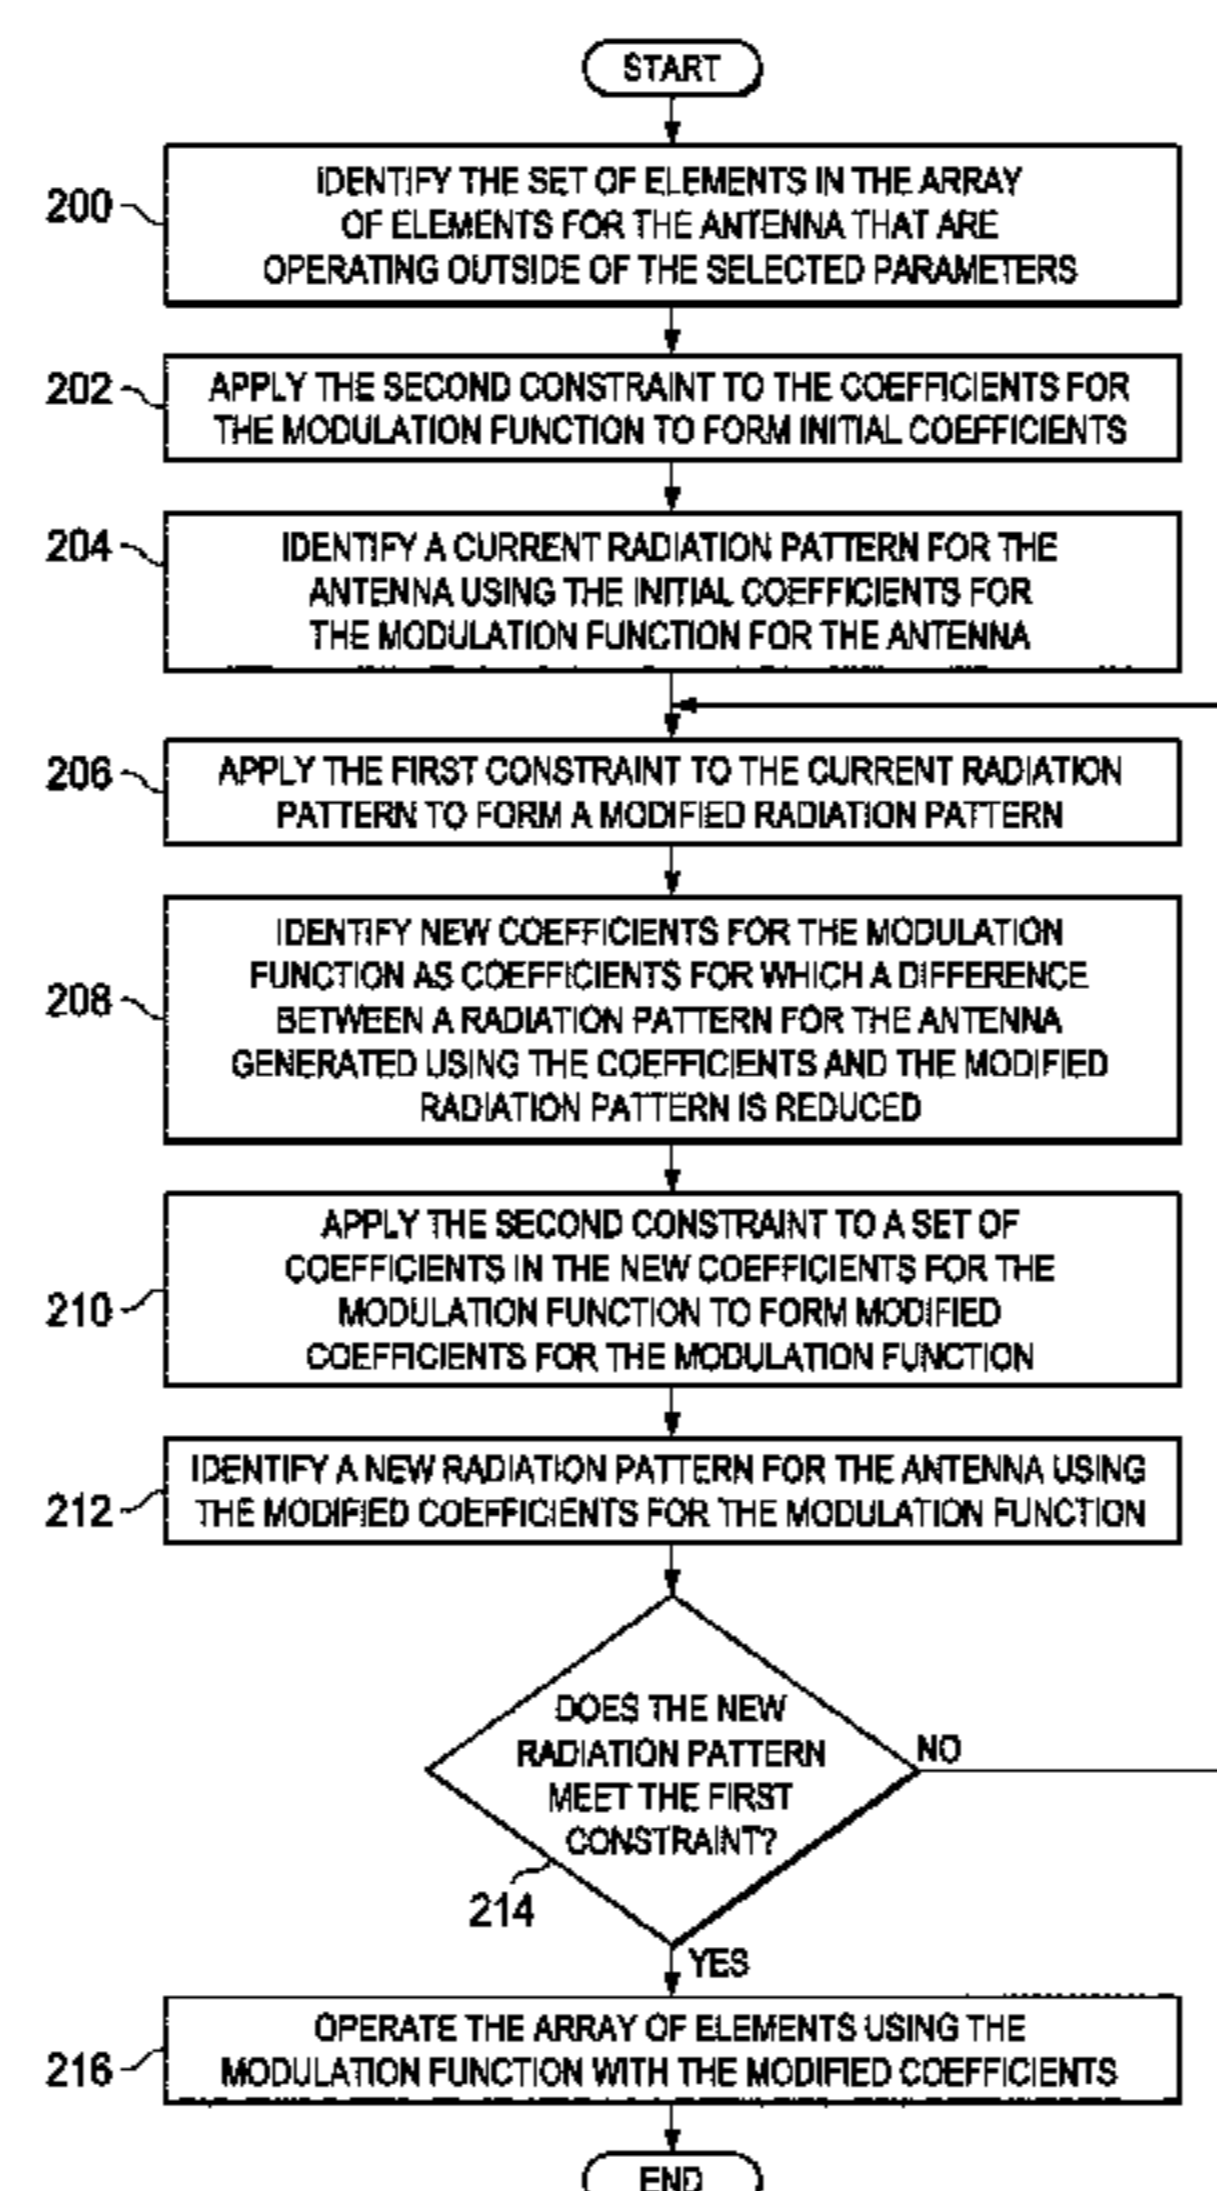 START
200
IDENTIFY THE SET OF ELEMENTS IN THE ARRAY
OF ELEMENTS FOR THE ANTENNA THAT ARE
OPERATING OUTSIDE OF THE SELECTED PARAMETERS
202
APPLY THE SECOND CONSTRAINT TO THE COEFFICIENTS FOR
THE MODULATION FUNCTION TO FORM INITIAL COEFFICIENTS
204
IDENTIFY A CURRENT RADIATION PATTERN FOR THE
ANTENNA USING THE INITIAL COEFFICIENTS FOR
THE MODULATION FUNCTION FOR THE ANTENNA
206
APPLY THE FIRST CONSTRAINT TO THE CURRENT RADIATION
PATTERN TO FORM A MODIFIED RADIATION PATTERN
208
IDENTIFY NEW COEFFICIENTS FOR THE MODULATION
FUNCTION AS COEFFICIENTS FOR WHICH A DIFFERENCE
BETWEEN A RADIATION PATTERN FOR THE ANTENNA
GENERATED USING THE COEFFICIENTS AND THE MODIFIED
RADIATION PATTERN IS REDUCED
210
APPLY THE SECOND CONSTRAINT TO A SET OF
COEFFICIENTS IN THE NEW COEFFICIENTS FOR THE
MODULATION FUNCTION TO FORM MODIFIED
COEFFICIENTS FOR THE MODULATION FUNCTION
212
IDENTIFY A NEW RADIATION PATTERN FOR THE ANTENNA USING
THE MODIFIED COEFFICIENTS FOR THE MODULATION FUNCTION
DOES THE NEW
RADIATION PATTERN
MEET THE FIRST
CONSTRAINT?
NO
214
YES
216
OPERATE THE ARRAY OF ELEMENTS USING THE
MODULATION FUNCTION WITH THE MODIFIED COEFFICIENTS
END